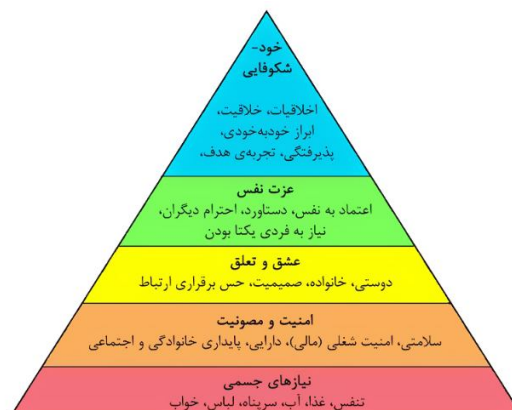 خود-
شکوفایی
اخلاقیات، خلاقیت،
ابراز خودبه‌خودی،
پذیرفتگی، تجربه‌ی هدف،
عزت نفس
اعتماد به نفس، دستاورد، احترام دیگران،
نیاز به فردی یکتا بودن
عشق و تعلق
دوستی، خانواده، صمیمیت، حس برقراری ارتباط
امنیت و مصونیت
سلامتی، امنیت شغلی (مالی)، دارایی، پایداری خانوادگی و اجتماعی
نیازهای جسمی
تنفس، غذا، آب، سرپناه، لباس، خواب